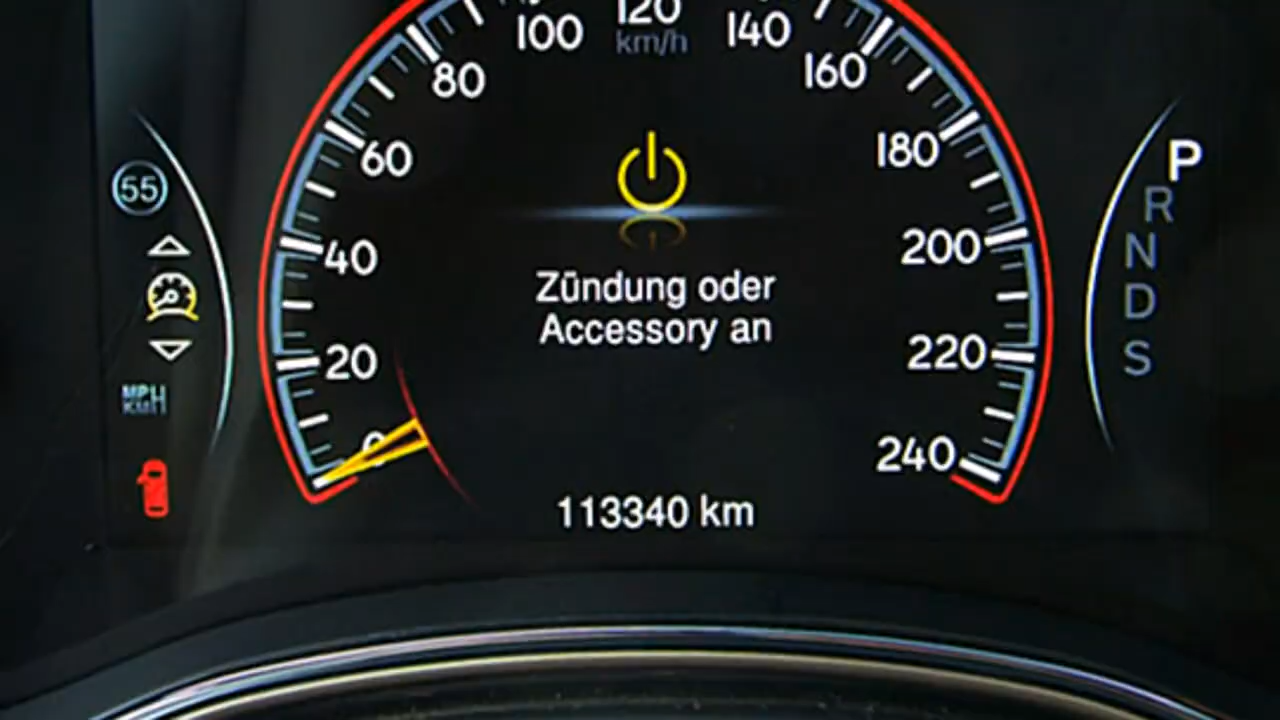 100
120
140
km/h
80
160
60
180
55
40
200
20
220
0
240
MPH
KM/H
P
R
N
D
S
Zündung oder
Accessory an
113340 km